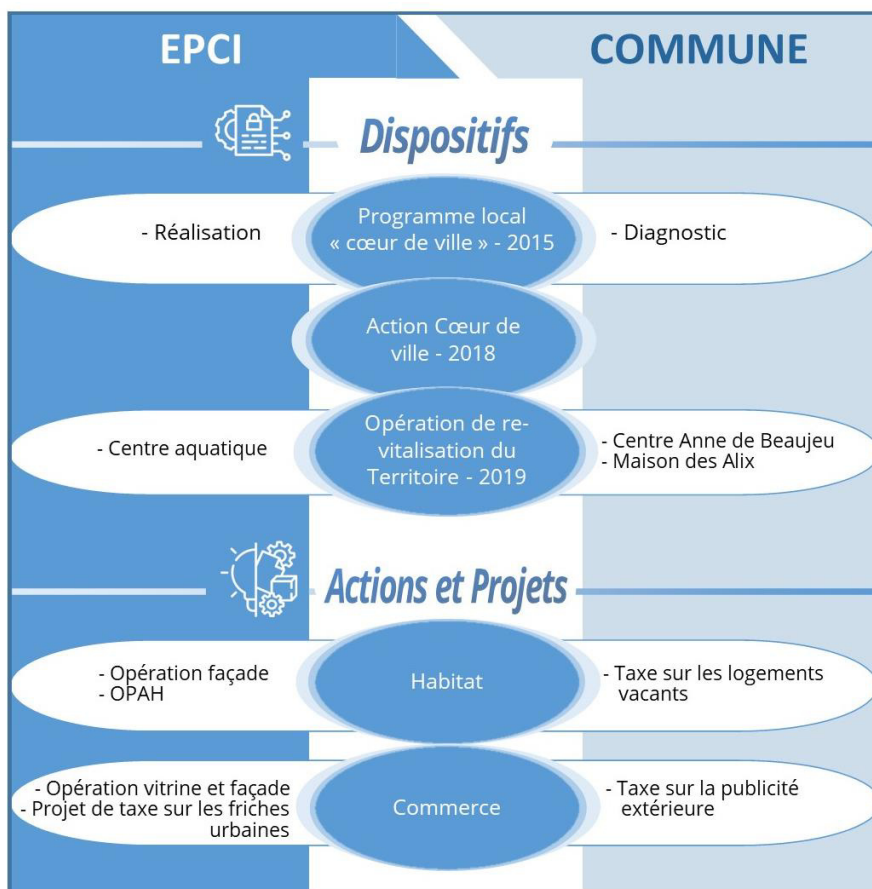 EPCI
COMMUNE
Dispositifs
- Réalisation
Programme local
« cœur de ville » - 2015
- Diagnostic
Action Cœur de
ville - 2018
- Centre aquatique
Opération de re-
vitalisation du
Territoire - 2019
- Centre Anne de Beaujeu
- Maison des Alix
Actions et Projets
- Opération façade
- OPAH
Habitat
- Taxe sur les logements
vacants
- Opération vitrine et façade
- Projet de taxe sur les friches
urbaines
Commerce
- Taxe sur la publicité
extérieure